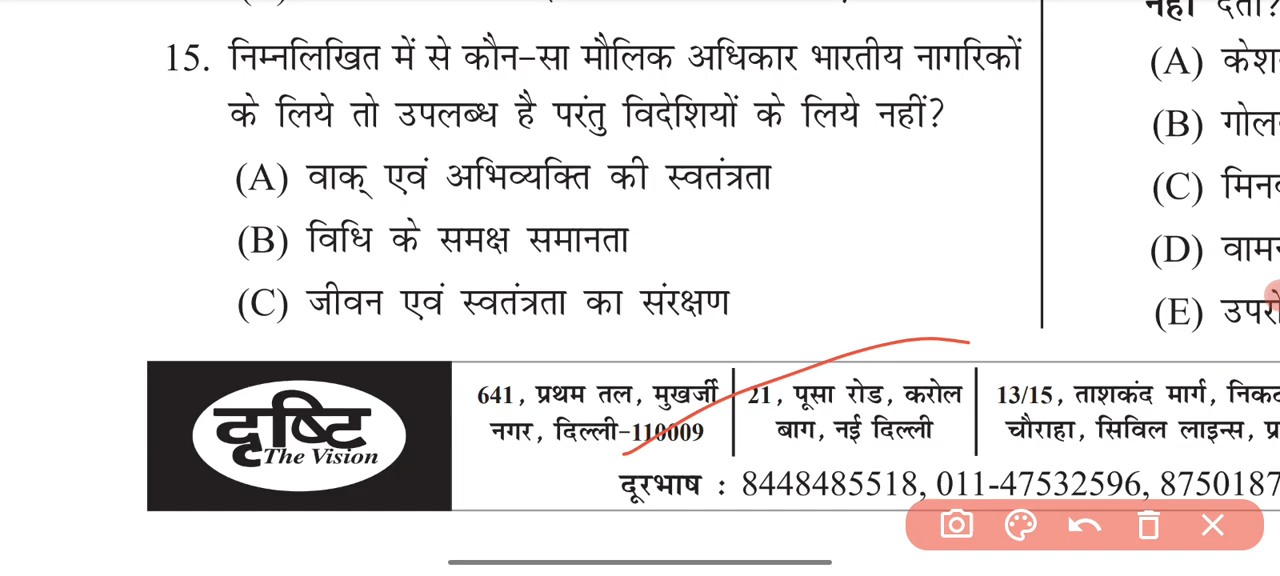 15. निम्नलिखित में से कौन-सा मौलिक अधिकार भारतीय नागरिकों
के लिये तो उपलब्ध है परंतु विदेशियों के लिये नहीं?
(A) वाक् एवं अभिव्यक्ति की स्वतंत्रता
(B) विधि के समक्ष समानता
(C) जीवन एवं स्वतंत्रता का संरक्षण
(A)
(B)
(C)
(D)
(E)
दृष्टि
The Vision
641, प्रथम तल, मुखर्जी
नगर, दिल्ली-110009
21, पूसा रोड, करोल
बाग, नई दिल्ली
13/15, ताशकंद मार्ग,
चौराहा, सिविल लाइन्स,
दूरभाष : 8448485518, 011-47532596, 8750187